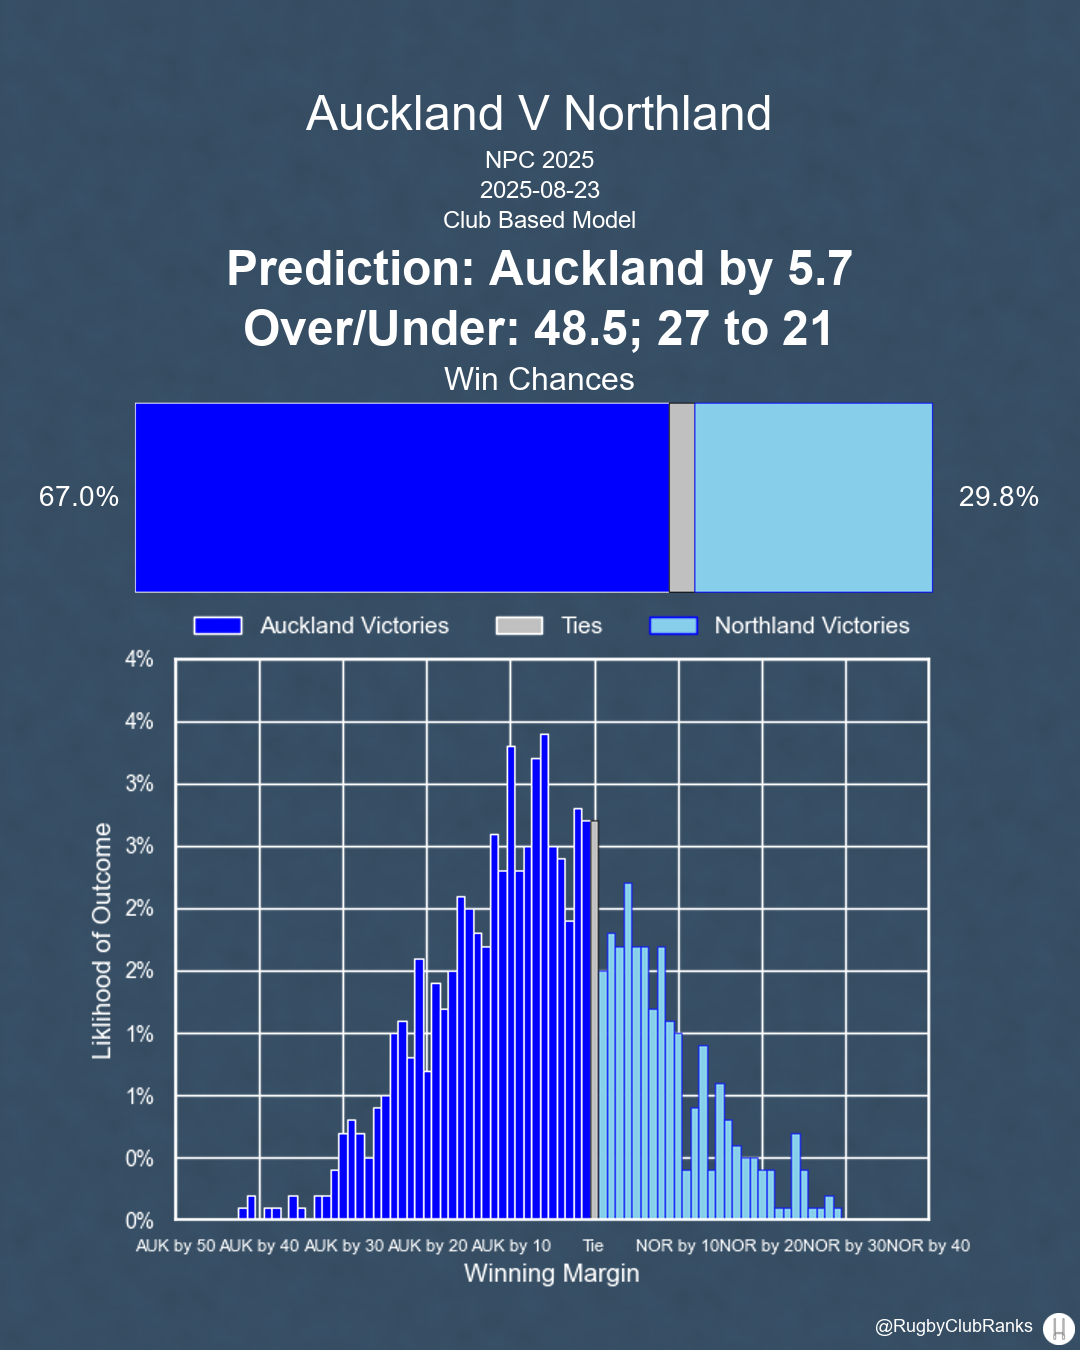 Auckland V Northland
NPC 2025
2025-08-23
Club Based Model
Prediction: Auckland by 5.7
Over/Under: 48.5; 27 to 21
Win Chances
67.0%
29.8%
Auckland Victories
Ties
Northland Victories
4%
4%
3%
3%
2%
2%
1%
1%
0%
0%
Liklihood of Outcome
AUK by 50 AUK by 40 AUK by 30 AUK by 20 AUK by 10 Tie NOR by 10 NOR by 20 NOR by 30 NOR by 40
Winning Margin
@RugbyClubRanks